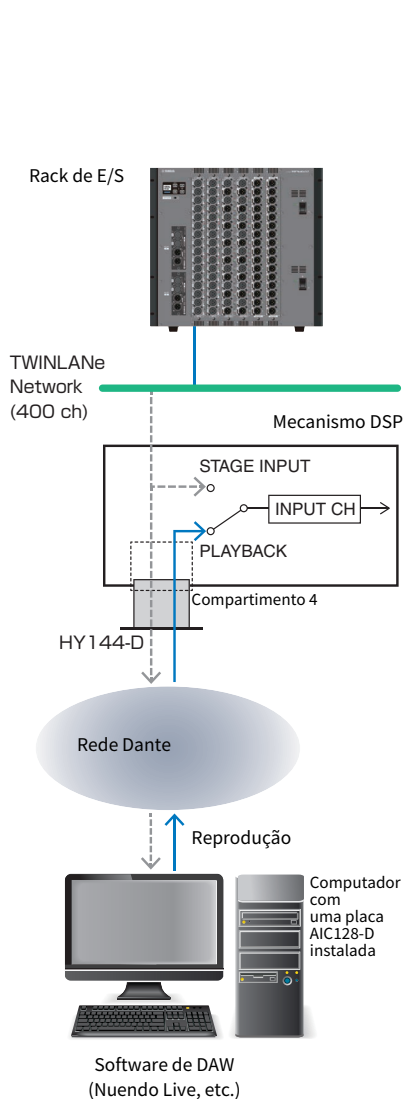 Rack de E/S
TWINLANe
Network
(400 ch)
Mecanismo DSP
STAGE INPUT
INPUT CH
PLAYBACK
Compartimento 4
HY144-D
Rede Dante
Reprodução
Computador
com
uma placa
AIC128-D
instalada
Software de DAW
(Nuendo Live, etc.)